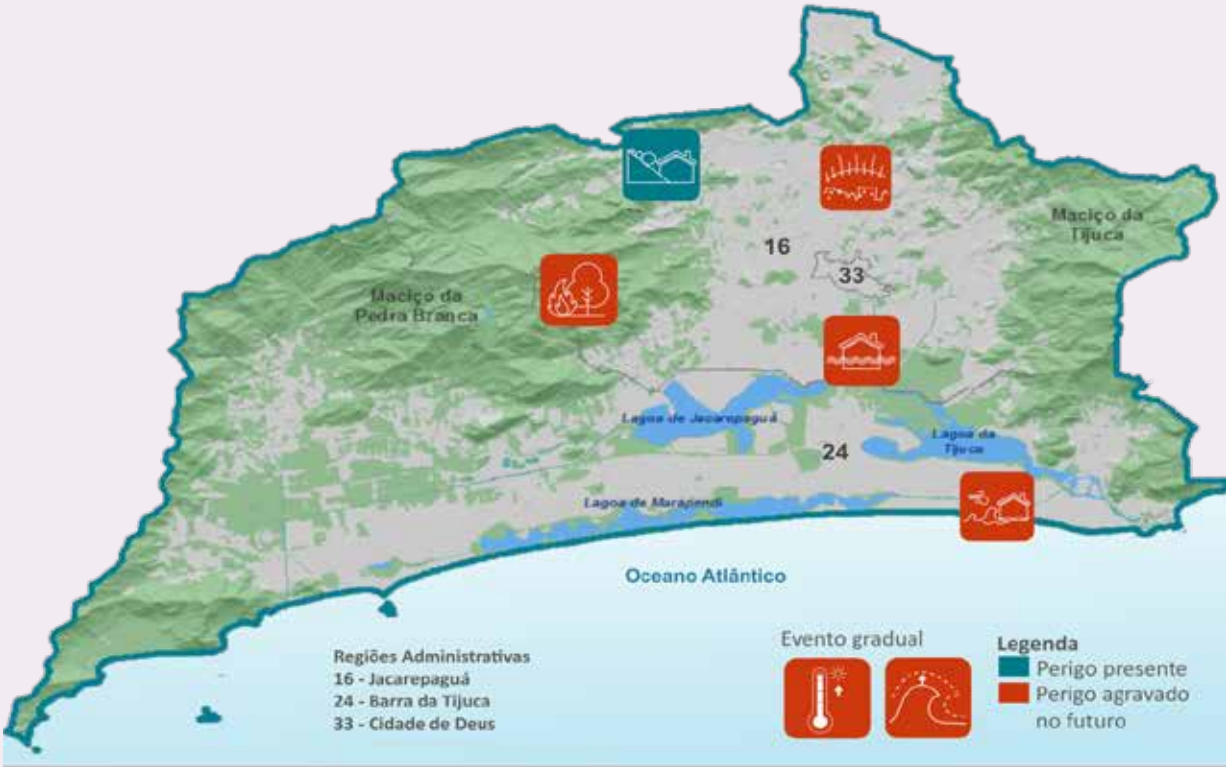 16
Maciço da
Tijuca
33
Maciço da
Pedra Branca
Lagoa de Jacarepaguá
24
Lagoa da
Tijuca
Lagoa de Marapendi
Oceano Atlântico
Regiões Administrativas
16 - Jacarepaguá
24 - Barra da Tijuca
33 - Cidade de Deus
Evento gradual
Legenda
Perigo presente
Perigo agravado
no futuro